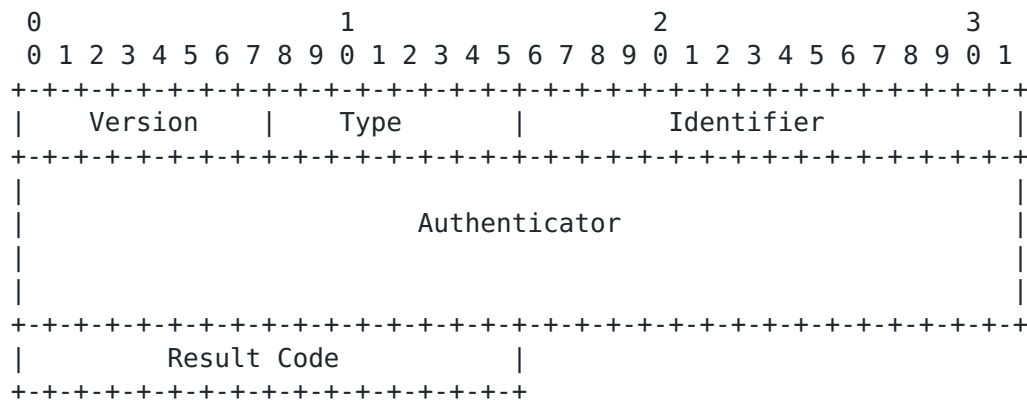 0                   1                   2                   3
 0 1 2 3 4 5 6 7 8 9 0 1 2 3 4 5 6 7 8 9 0 1 2 3 4 5 6 7 8 9 0 1
+-+-+-+-+-+-+-+-+-+-+-+-+-+-+-+-+-+-+-+-+-+-+-+-+-+-+-+-+-+-+-+-+
|    Version    |    Type       |         Identifier            |
+-+-+-+-+-+-+-+-+-+-+-+-+-+-+-+-+-+-+-+-+-+-+-+-+-+-+-+-+-+-+-+-+
|                                                               |
|                         Authenticator                         |
|                                                               |
|                                                               |
+-+-+-+-+-+-+-+-+-+-+-+-+-+-+-+-+-+-+-+-+-+-+-+-+-+-+-+-+-+-+-+-+
|         Result Code           |
+-+-+-+-+-+-+-+-+-+-+-+-+-+-+-+-+